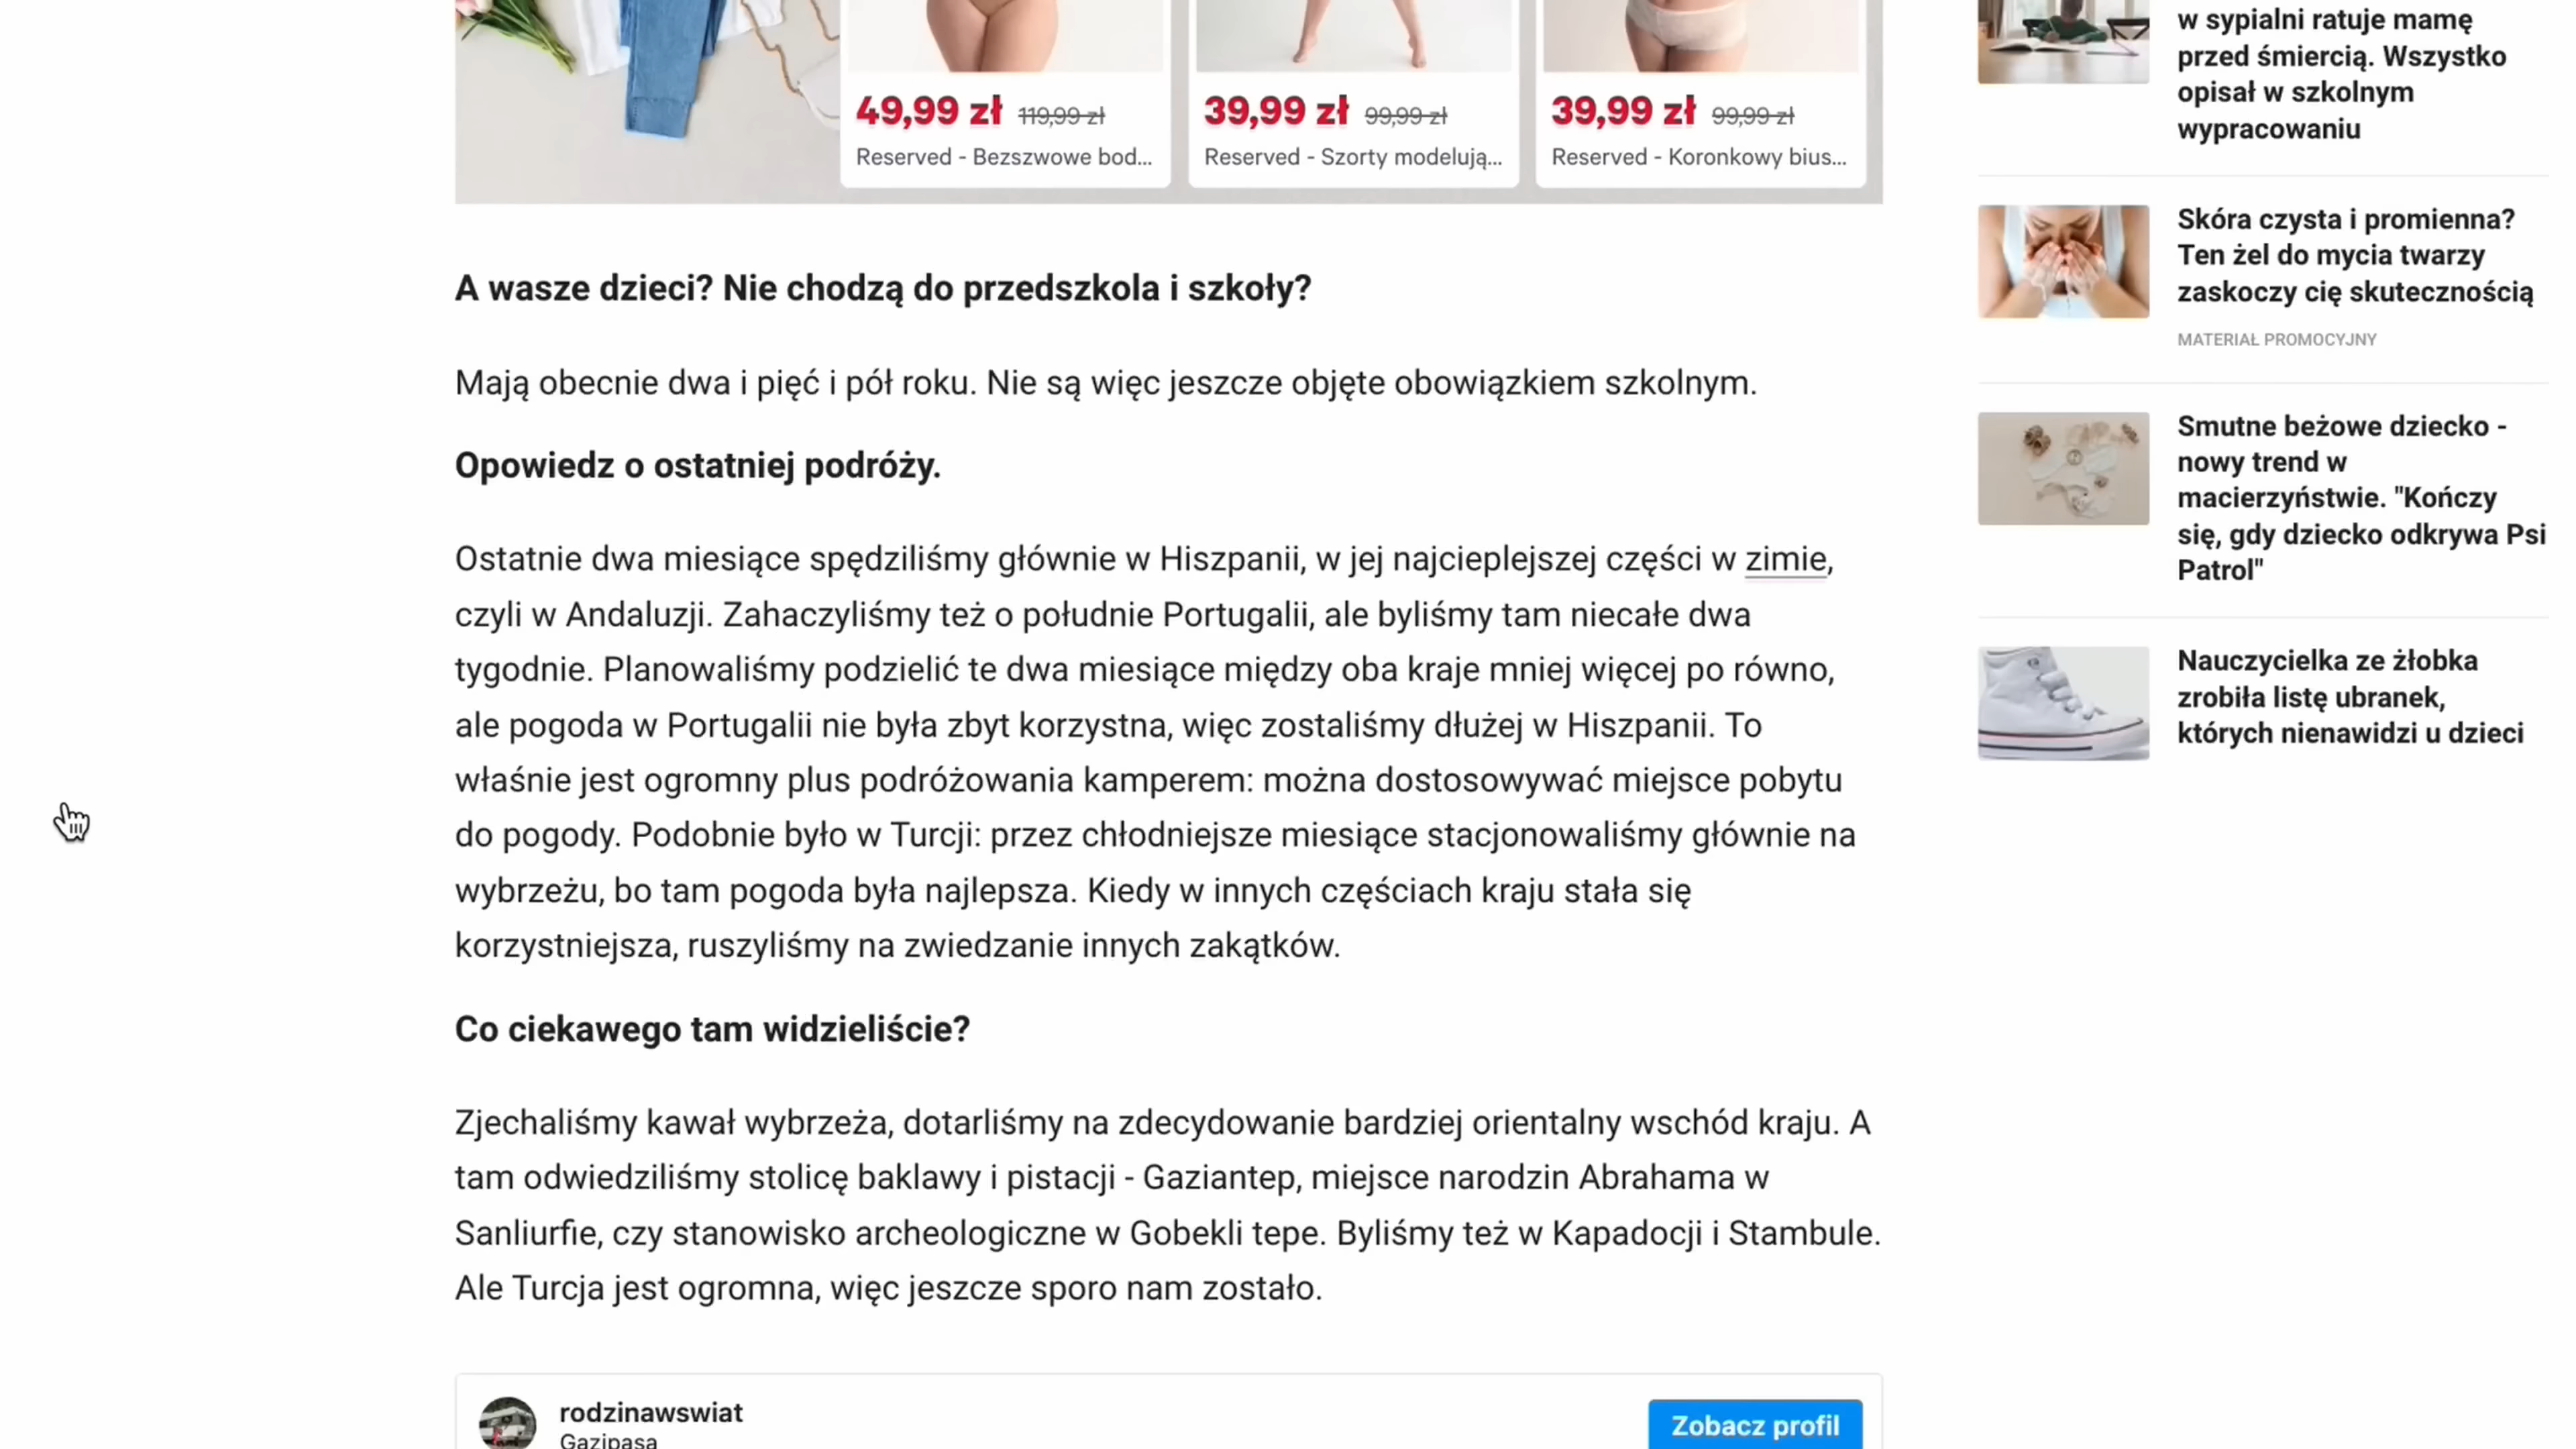 49,99 zł 119,99 zł
Reserved - Bezszwowe bod...
39,99 zł 99,99 zł
Reserved - Szorty modelują...
39,99 zł 99,99 zł
Reserved - Koronkowy bius...
A wasze dzieci? Nie chodzą do przedszkola i szkoły?
Mają obecnie dwa i pięć i pół roku. Nie są więc jeszcze objęte obowiązkiem szkolnym.
Opowiedz o ostatniej podróży.
Ostatnie dwa miesiące spędziliśmy głównie w Hiszpanii, w jej najcieplejszej części w zimie,
czyli w Andaluzji. Zahaczyliśmy też o południe Portugalii, ale byliśmy tam niecałe dwa
tygodnie. Planowaliśmy podzielić te dwa miesiące między oba kraje mniej więcej po równo,
ale pogoda w Portugalii nie była zbyt korzystna, więc zostaliśmy dłużej w Hiszpanii. To
właśnie jest ogromny plus podróżowania kamperem: można dostosowywać miejsce pobytu
do pogody. Podobnie było w Turcji: przez chłodniejsze miesiące stacjonowaliśmy głównie na
wybrzeżu, bo tam pogoda była najlepsza. Kiedy w innych częściach kraju stała się
korzystniejsza, ruszyliśmy na zwiedzanie innych zakątków.
Co ciekawego tam widzieliście?
Zjechaliśmy kawał wybrzeża, dotarliśmy na zdecydowanie bardziej orientalny wschód kraju. A
tam odwiedziliśmy stolicę baklawy i pistacji - Gaziantep, miejsce narodzin Abrahama w
Sanliurfie, czy stanowisko archeologiczne w Gobekli tepe. Byliśmy też w Kapadocji i Stambule.
Ale Turcja jest ogromna, więc jeszcze sporo nam zostało.
rodzinawswiat
Gazipasa
Zobacz profil
w sypialni ratuje mamę
przed śmiercią. Wszystko
opisał w szkolnym
wypracowaniu
Skóra czysta i promienna?
Ten żel do mycia twarzy
zaskoczy cię skutecznością
MATERIAŁ PROMOCYJNY
Smutne beżowe dziecko -
nowy trend w
macierzyństwie. "Kończy
się, gdy dziecko odkrywa Psi
Patrol"
Nauczycielka ze żłobka
zrobiła listę ubranek,
których nienawidzi u dzieci